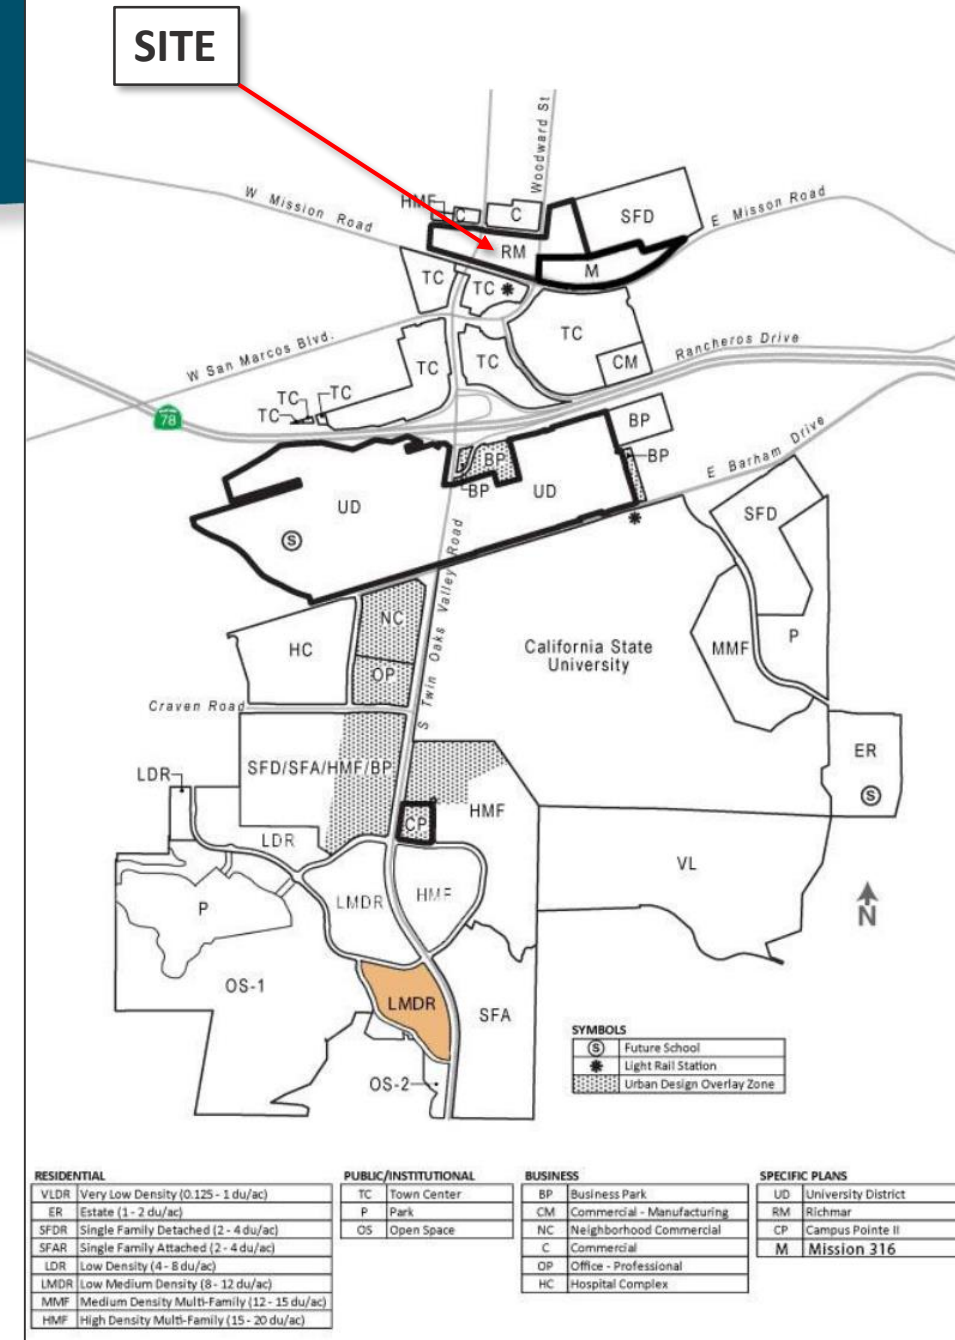 SITE
Woodward St
W Mission Road
HMF
C
C
SFD
E Misson Road
RM
M
TC
TC
TC
W San Marcos Blvd.
TC
TC
CM
Rancheros Drive
TC
TC
TC
78
BP
BP
BP
BP
E Barham Drive
UD
UD
SFD
S
S Twin Oaks Valley Road
NC
HC
OP
California State
University
MMF
P
Craven Road
SFD/SFA/HMF/BP
ER
S
LDR
HMF
CP
LDR
VL
LMDR
HMF
P
N
OS-1
LMDR
SFA
OS-2
SYMBOLS
S Future School
Light Rail Station
Urban Design Overlay Zone
RESIDENTIAL
VLDR Very Low Density (0.125 - 1 du/ac)
ER Estate (1 - 2 du/ac)
SFDR Single Family Detached (2 - 4 du/ac)
SFAR Single Family Attached (2 - 4 du/ac)
LDR Low Density (4 - 8 du/ac)
LMDR Low Medium Density (8 - 12 du/ac)
MMF Medium Density Multi-Family (12 - 15 du/ac)
HMF High Density Multi-Family (15 - 20 du/ac)
PUBLIC/INSTITUTIONAL
TC Town Center
P Park
OS Open Space
BUSINESS
BP Business Park
CM Commercial - Manufacturing
NC Neighborhood Commercial
C Commercial
OP Office - Professional
HC Hospital Complex
SPECIFIC PLANS
UD University District
RM Richmar
CP Campus Pointe II
M Mission 316